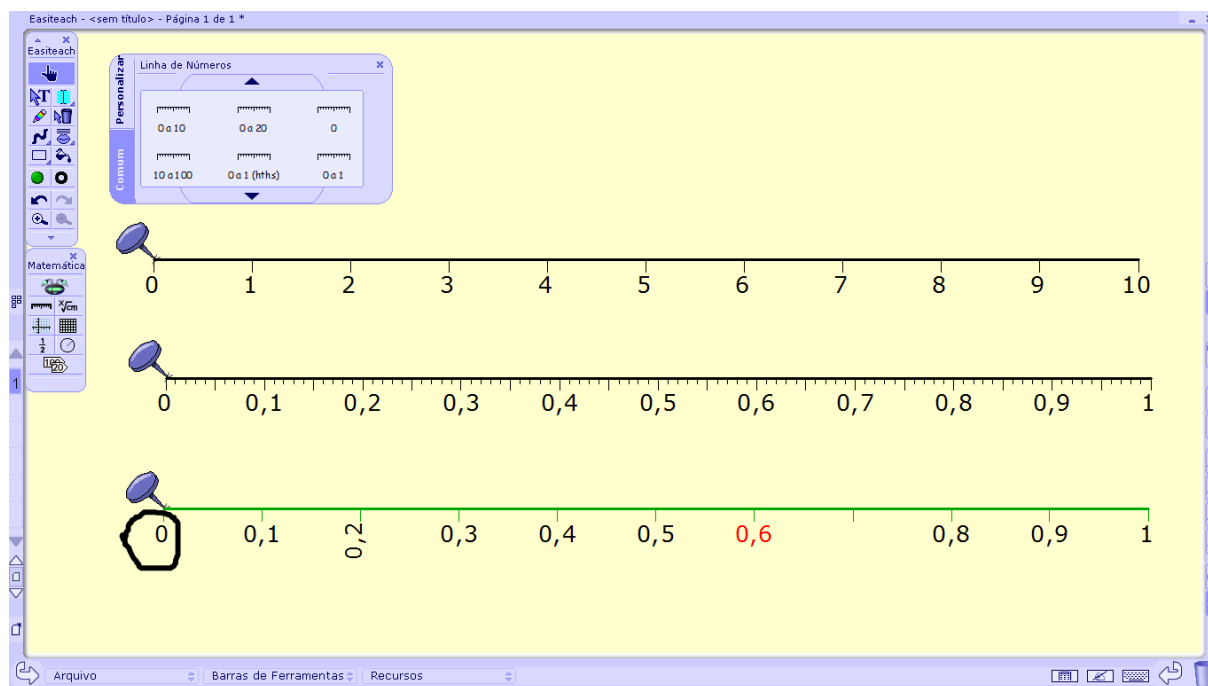 Easiteach - <sem título> - Página 1 de 1 *
Easiteach
Linha de Números
Personalizar
Comum
0 a 10 0 a 20 0
10 a 100 0 a 1 (hths) 0 a 1
Matemática
0 1 2 3 4 5 6 7 8 9 10
0 0,1 0,2 0,3 0,4 0,5 0,6 0,7 0,8 0,9 1
1
0 0,1 0,2 0,3 0,4 0,5 0,6 0,8 0,9 1
Arquivo Barras de Ferramentas Recursos